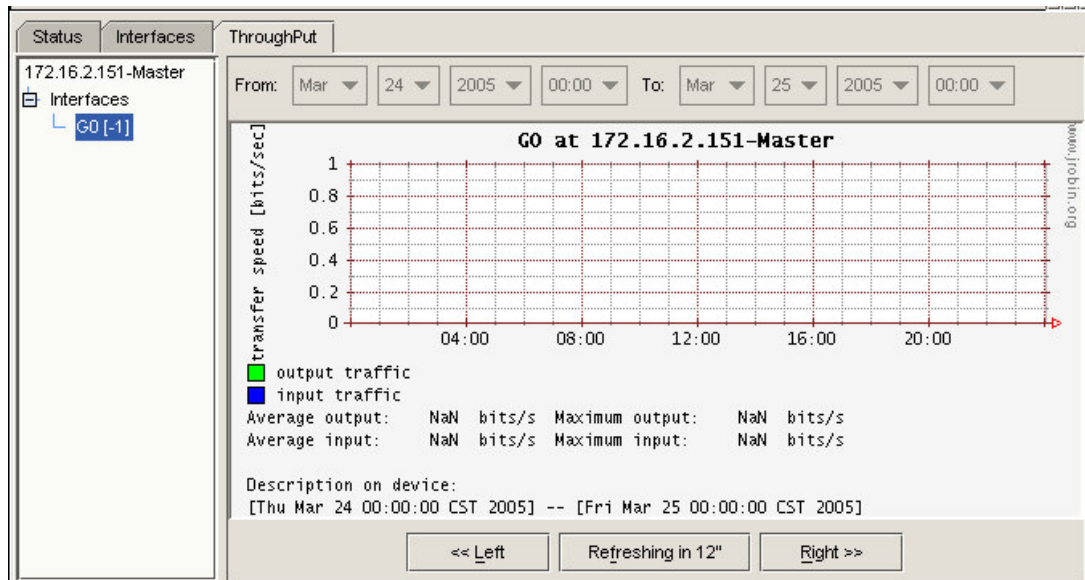 Status Interfaces ThroughPut
172.16.2.151-Master
Interfaces
G0 [-1]
From: Mar 24 2005 00:00 To: Mar 25 2005 00:00
G0 at 172.16.2.151-Master
transfer speed [bits/sec]
1
0.8
0.6
0.4
0.2
0
04:00 08:00 12:00 16:00 20:00
www.jrobin.org
output traffic
input traffic
Average output: NaN bits/s Maximum output: NaN bits/s
Average input: NaN bits/s Maximum input: NaN bits/s
Description on device:
[Thu Mar 24 00:00:00 CST 2005] -- [Fri Mar 25 00:00:00 CST 2005]
<< Left Refreshing in 12" Right >>